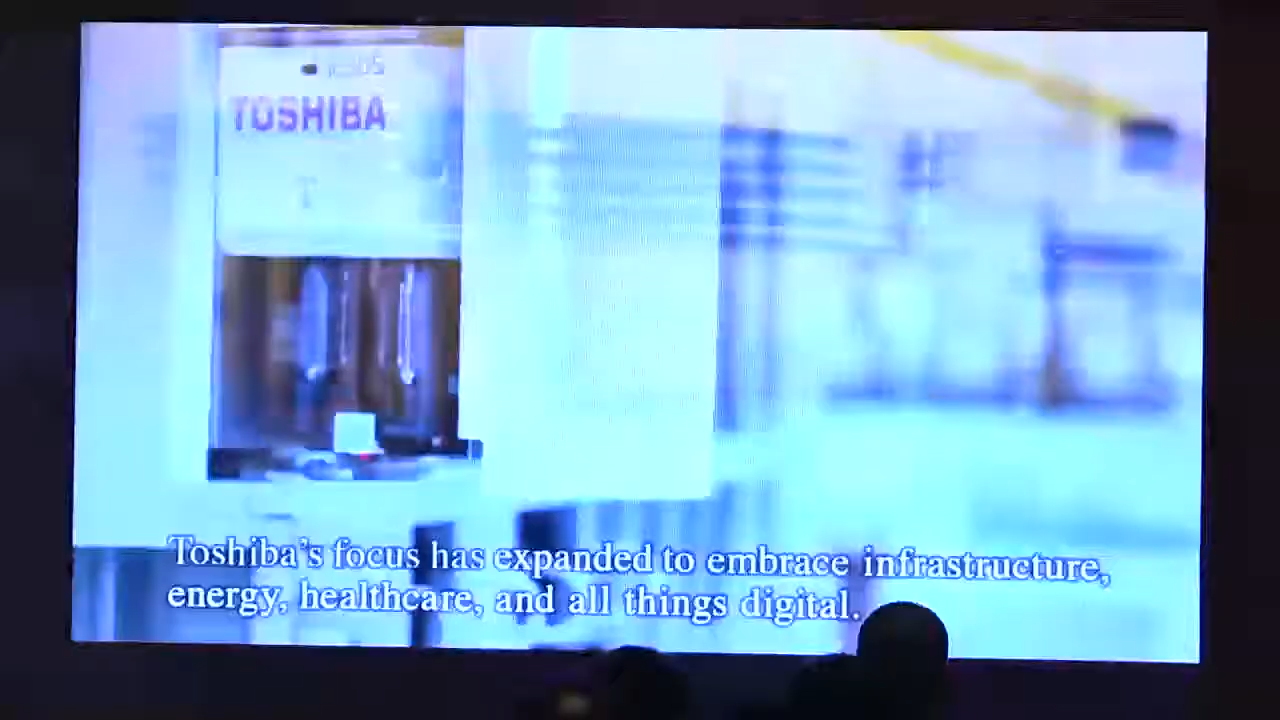 TOSHIBA
Toshiba's focus has expanded to embrace infrastructure,
energy, healthcare, and all things digital.